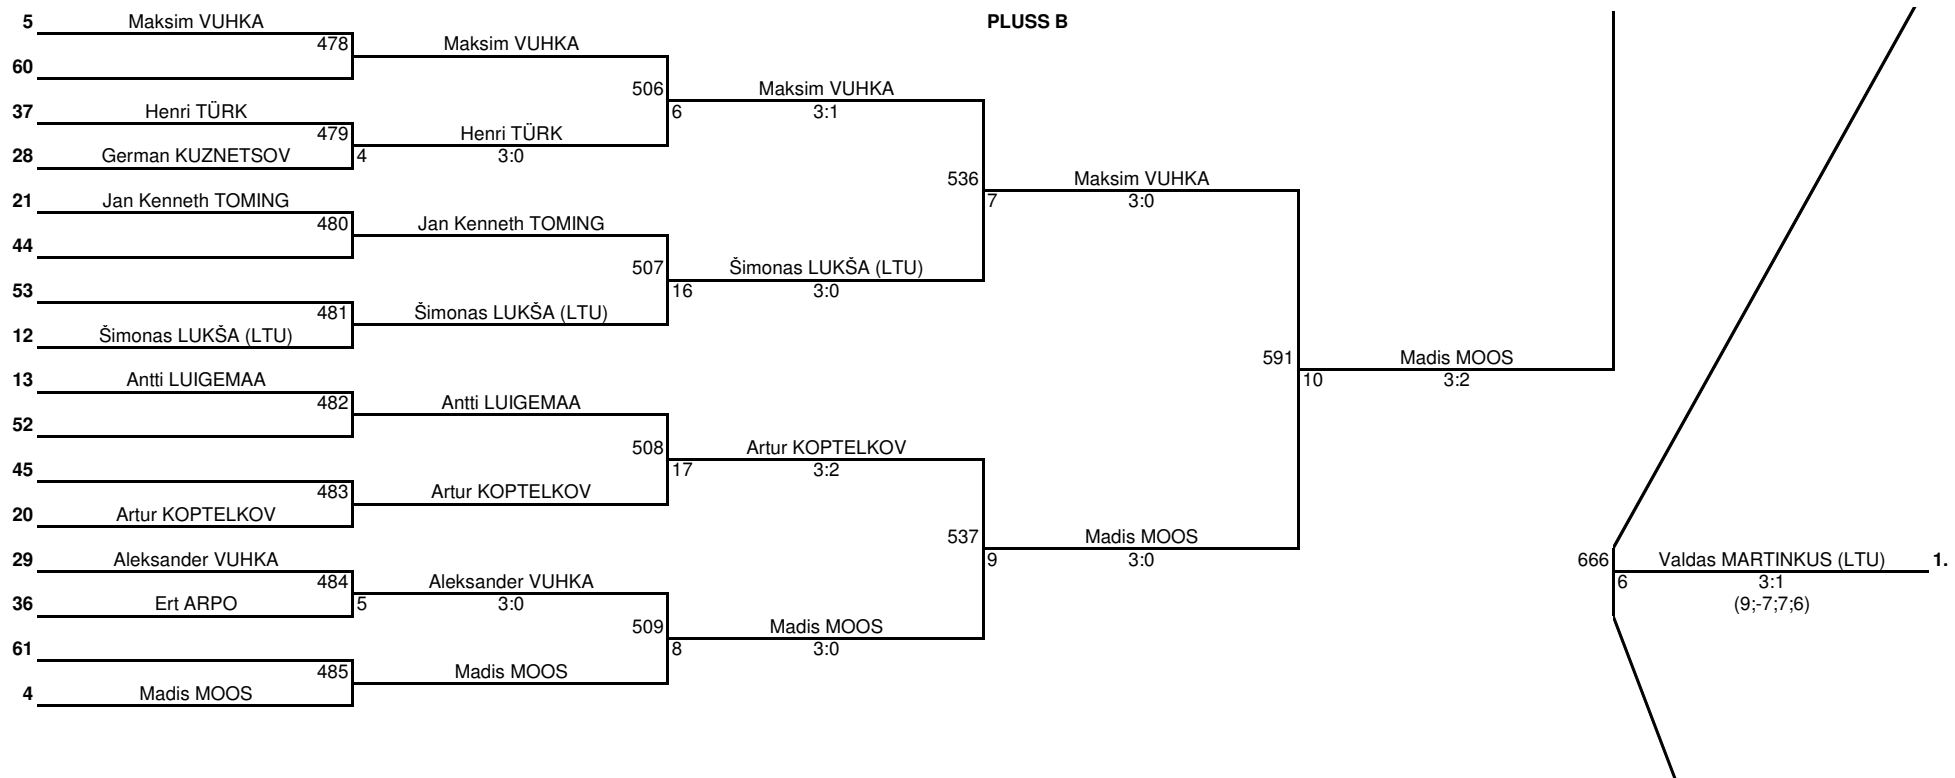 5 Maksim VUHKA
PLUSS B
478 Maksim VUHKA
60
506 Maksim VUHKA
37 Henri TÜRK
6 3:1
479 Henri TÜRK
28 German KUZNETSOV
4 3:0
536 Maksim VUHKA
21 Jan Kenneth TOMING
7 3:0
480 Jan Kenneth TOMING
44
507 Šimonas LUKŠA (LTU)
53
16 3:0
481 Šimonas LUKŠA (LTU)
12 Šimonas LUKŠA (LTU)
591 Madis MOOS
13 Antti LUIGEMAA
10 3:2
482 Antti LUIGEMAA
52
508 Artur KOPTELKOV
45
17 3:2
483 Artur KOPTELKOV
20 Artur KOPTELKOV
537 Madis MOOS
29 Aleksander VUHKA
9 3:0
666 Valdas MARTINKUS (LTU) 1.
484 Aleksander VUHKA
6 3:1
36 Ert ARPO
5 3:0
(9;-7;7;6)
509 Madis MOOS
61
8 3:0
485 Madis MOOS
4 Madis MOOS